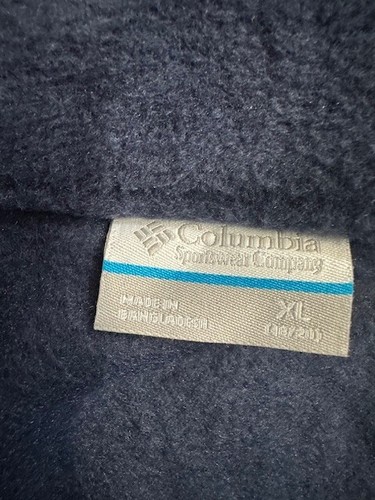 Columbia
Sportswear Company
MADE IN
BANGLADESH
XL
(18/20)